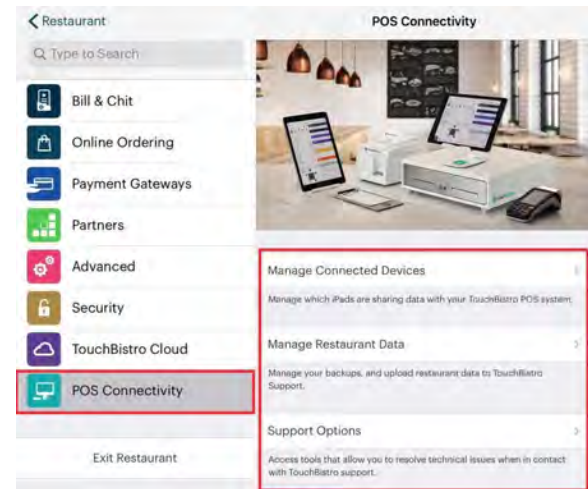 Restaurant
Type to Search
Bill & Chit
Online Ordering
Payment Gateways
Partners
Advanced
Security
TouchBistro Cloud
POS Connectivity
Exit Restaurant
POS Connectivity
Manage Connected Devices
Manage which iPads are sharing data with your TouchBistro POS system.
Manage Restaurant Data
Manage your backups, and upload restaurant data to TouchBistro
Support.
Support Options
Access tools that allow you to resolve technical issues when in contact
with TouchBistro support.